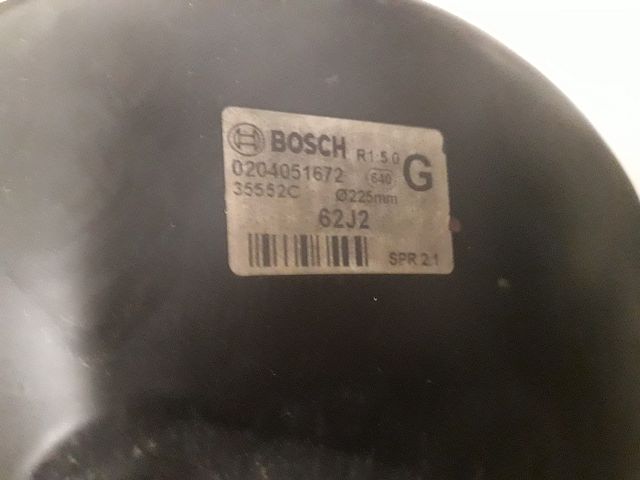 BOSCH R1:5.0 G
0204051672 640
35552C Ø225mm
62J2
SPR 2.1